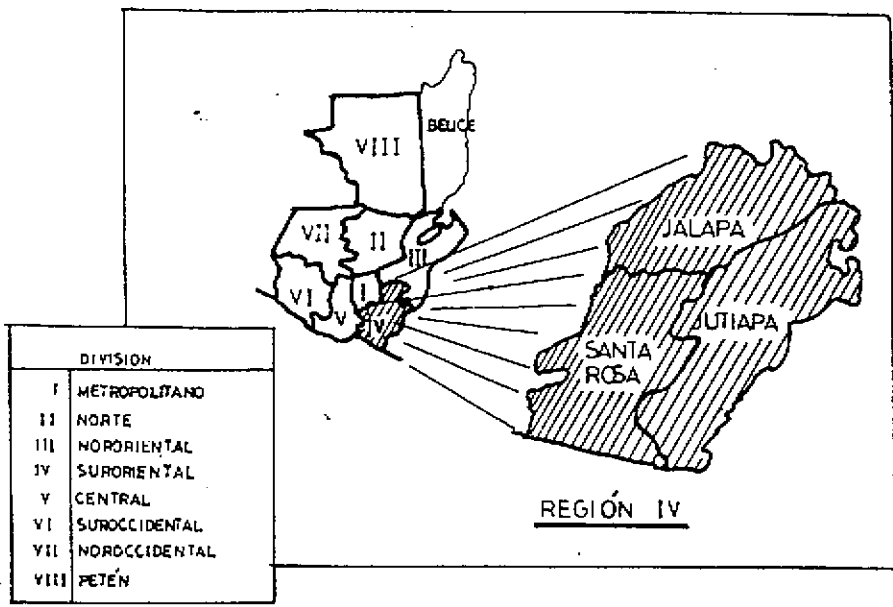 BELICE
VIII
VII
II
III
VI
V
I
IV
JALAPA
JUTIAPA
SANTA
ROSA
REGIÓN IV
DIVISION
I METROPOLITANO
II NORTE
III NORORIENTAL
IV SURORIENTAL
V CENTRAL
VI SUROCCIDENTAL
VII NOROCCIDENTAL
VIII PETÉN